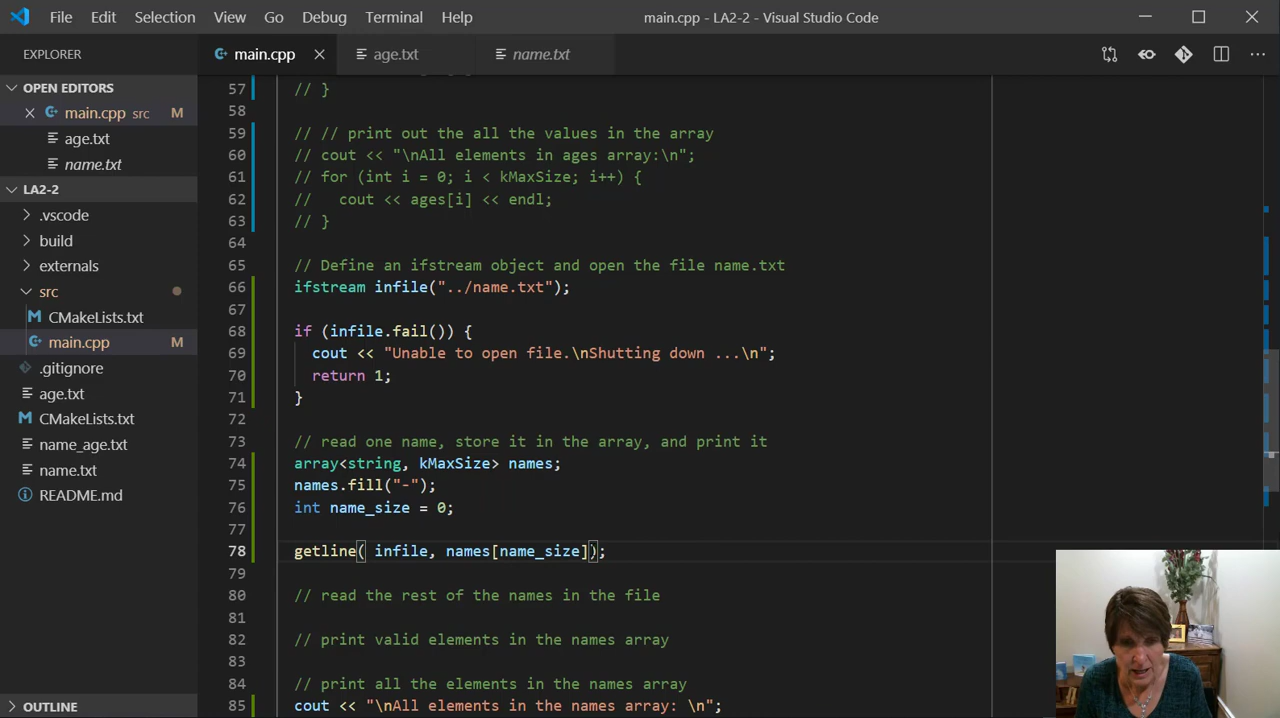 File Edit Selection View Go Debug Terminal Help main.cpp - LA2-2 - Visual Studio Code
EXPLORER
OPEN EDITORS
main.cpp src M
age.txt
name.txt
LA2-2
.vscode
build
externals
src
CMakeLists.txt
main.cpp M
.gitignore
age.txt
CMakeLists.txt
name_age.txt
name.txt
README.md
OUTLINE
main.cpp age.txt name.txt
57 // }
58
59 // // print out the all the values in the array
60 // cout << "\nAll elements in ages array:\n";
61 // for (int i = 0; i < kMaxSize; i++) {
62 //   cout << ages[i] << endl;
63 // }
64
65 // Define an ifstream object and open the file name.txt
66 ifstream infile("../name.txt");
67
68 if (infile.fail()) {
69   cout << "Unable to open file.\nShutting down ...\n";
70   return 1;
71 }
72
73 // read one name, store it in the array, and print it
74 array<string, kMaxSize> names;
75 names.fill("-");
76 int name_size = 0;
77
78 getline( infile, names[name_size]);
79
80 // read the rest of the names in the file
81
82 // print valid elements in the names array
83
84 // print all the elements in the names array
85 cout << "\nAll elements in the names array: \n";